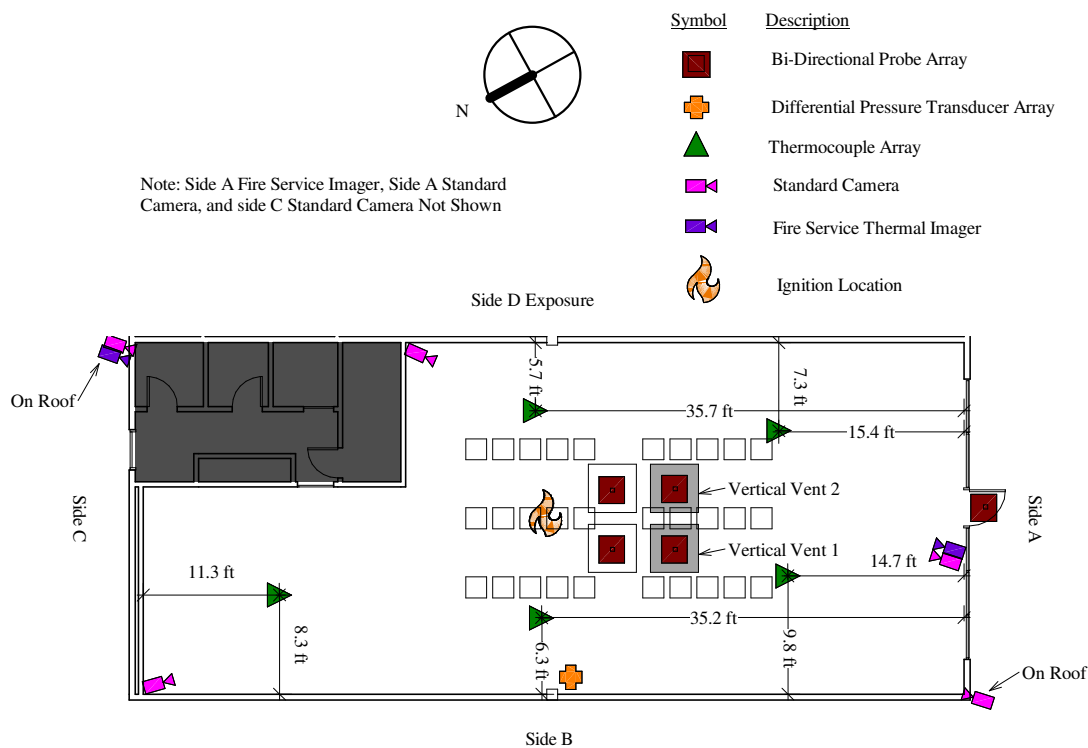 Symbol Description
Bi-Directional Probe Array
Differential Pressure Transducer Array
N
Thermocouple Array
Note: Side A Fire Service Imager, Side A Standard
Camera, and side C Standard Camera Not Shown
Standard Camera
Fire Service Thermal Imager
Ignition Location
Side D Exposure
On Roof
5.7 ft
7.3 ft
35.7 ft
15.4 ft
Vertical Vent 2
Side C
Side A
Vertical Vent 1
14.7 ft
11.3 ft
35.2 ft
8.3 ft
6.3 ft
9.8 ft
On Roof
Side B